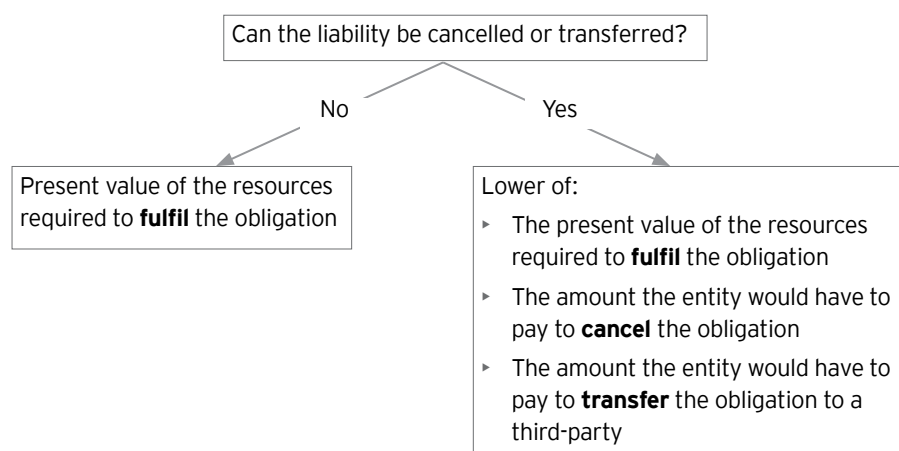 Can the liability be cancelled or transferred?
No
Yes
Present value of the resources
required to fulfil the obligation
Lower of:
▸ The present value of the resources
required to fulfil the obligation
▸ The amount the entity would have to
pay to cancel the obligation
▸ The amount the entity would have to
pay to transfer the obligation to a
third-party